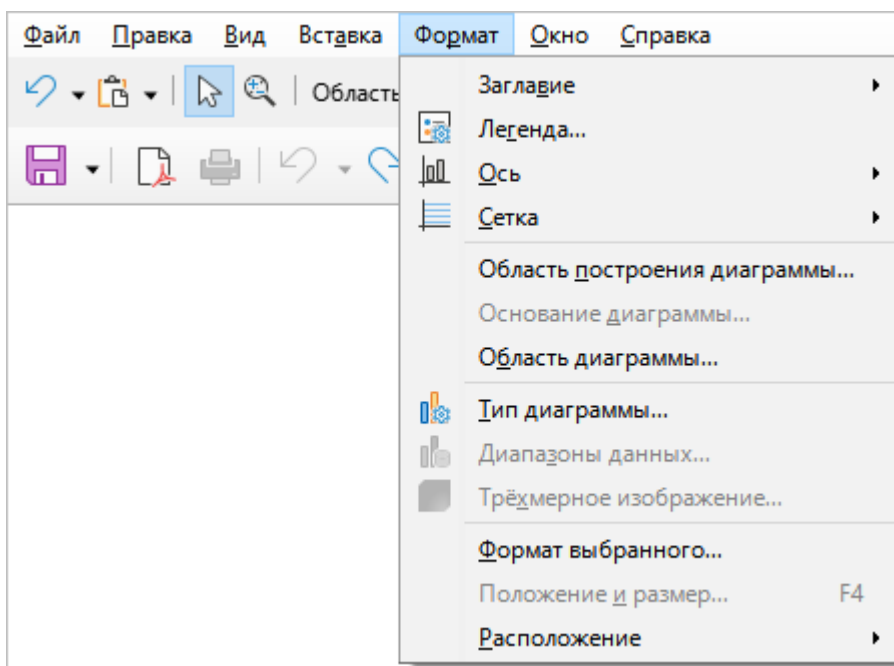 Файл Правка Вид Вставка Формат Окно Справка
Область
Заглавие
Легенда...
Ось
Сетка
Область построения диаграммы...
Основание диаграммы...
Область диаграммы...
Тип диаграммы...
Диапазоны данных...
Трёхмерное изображение...
Формат выбранного...
Положение и размер... F4
Расположение